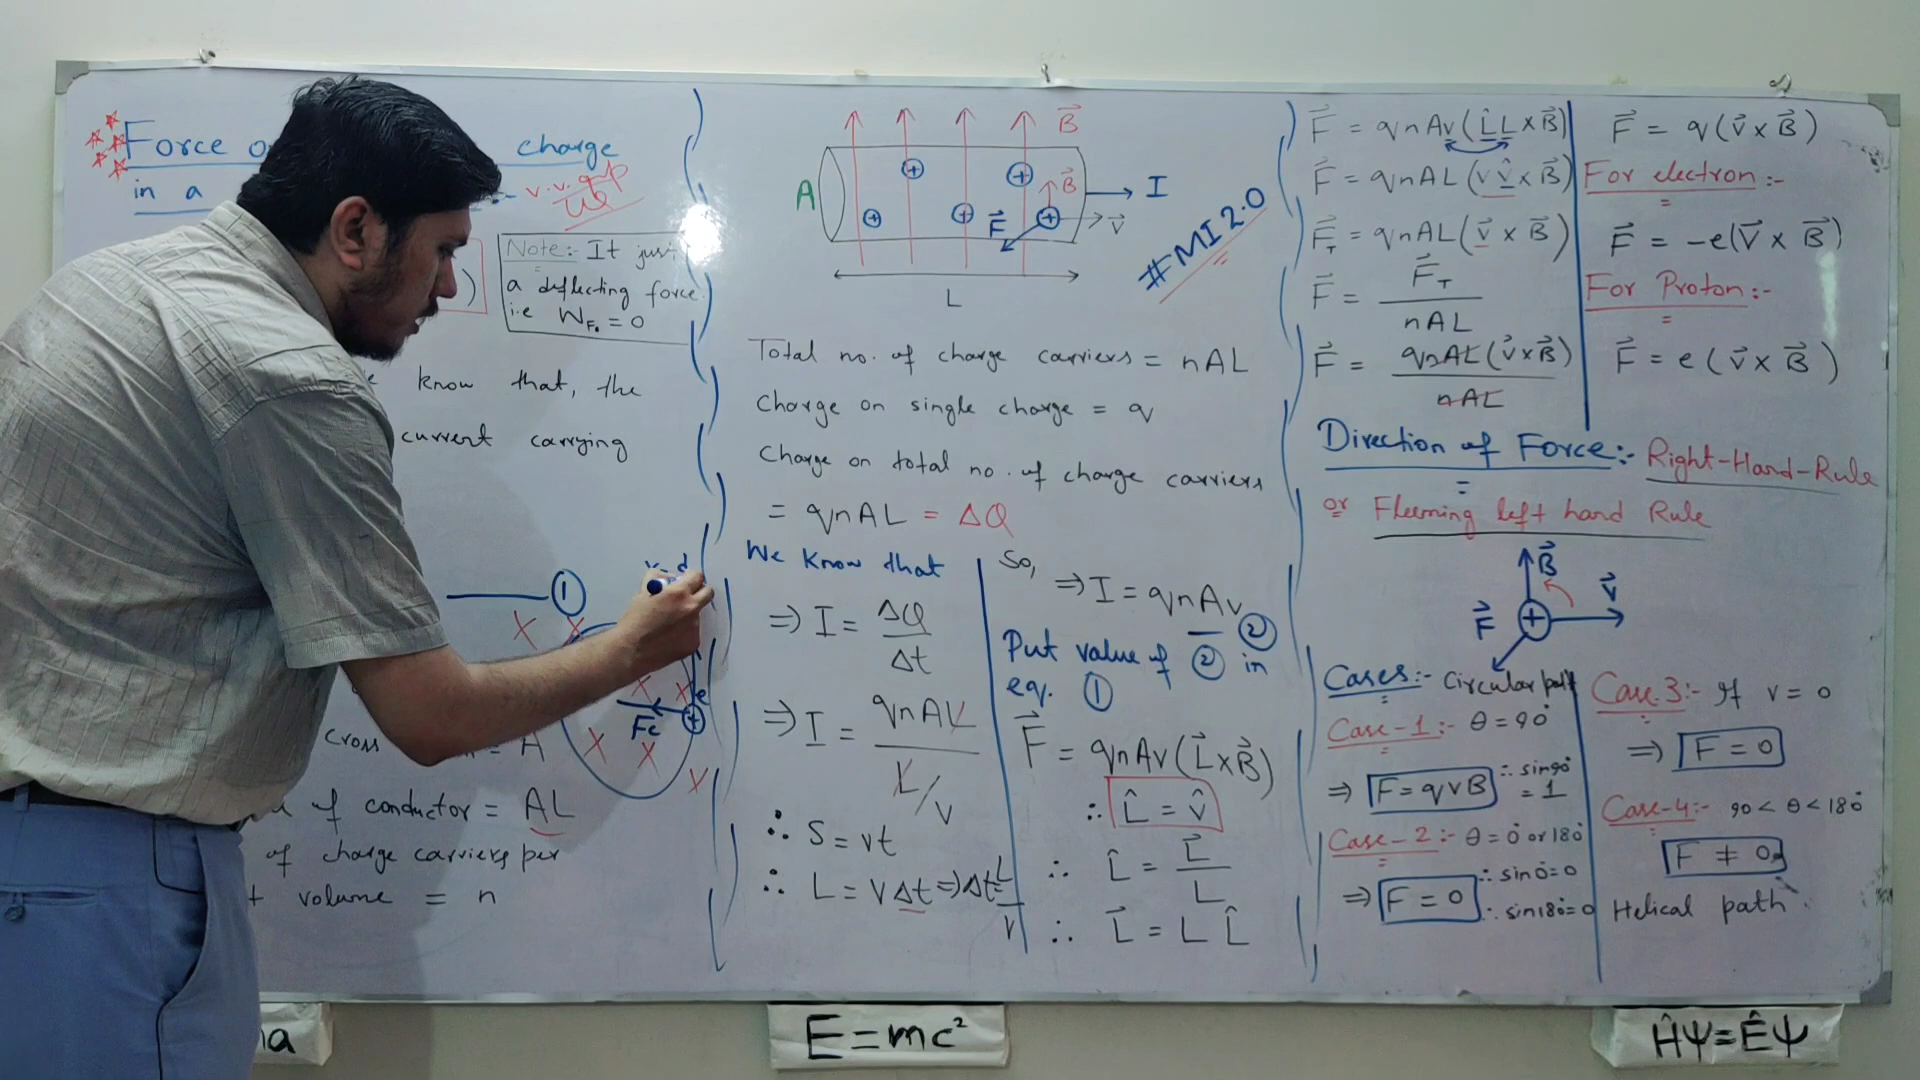 Force o charge
in a :- v.v.imp
)
Note:- It just
a deflecting force
i.e W_F₀ = 0
e know that, the
current carrying
①
v d
X X
X X
e
+
Fc
X X
X
cross = A
of conductor = AL
of charge carriers per
t volume = n
B⃗
A
+ + + + +
B⃗
F⃗
V⃗
I
L
#MI 2.0
Total no. of charge carriers = nAL
Charge on single charge = q
Charge on total no. of charge carriers
= qnAL = ΔQ
We know that
⇒ I = ΔQ/Δt
⇒ I = qnAL / L/v
∴ S = vt
∴ L = vΔt ⇒ Δt = L/v
So,
⇒ I = qnAv ②
Put value of ② in
eq. ①
F⃗ = qnAv(L⃗×B⃗)
∴ L̂ = v̂
∴ L̂ = L⃗/L
∴ L⃗ = L L̂
F⃗ = qnAv(L̂L×B⃗)
F⃗ = qnAL(v v̂×B⃗)
F⃗_T = qnAL(v⃗ × B⃗)
F⃗ = F⃗_T / nAL
F⃗ = qnAL(v⃗×B⃗) / nAL
F⃗ = q(v⃗×B⃗)
For electron:-
F⃗ = -e(V⃗ × B⃗)
For Proton:-
F⃗ = e(v⃗×B⃗)
Direction of Force:- Right-Hand-Rule
or Fleeming left hand Rule
B⃗
V⃗
F⃗
+
Cases:- Circular path
Case-1:- θ = 90°
⇒ F = qvB ∴ sin90° = 1
Case-2:- θ = 0° or 180°
⇒ F = 0 ∴ sin0° = 0
∴ sin180° = 0
Case.3:- If v = 0
⇒ F = 0
Case-4:- 90 < θ < 180°
F ≠ 0
Helical path
a
E = mc²
ĤΨ = ÊΨ